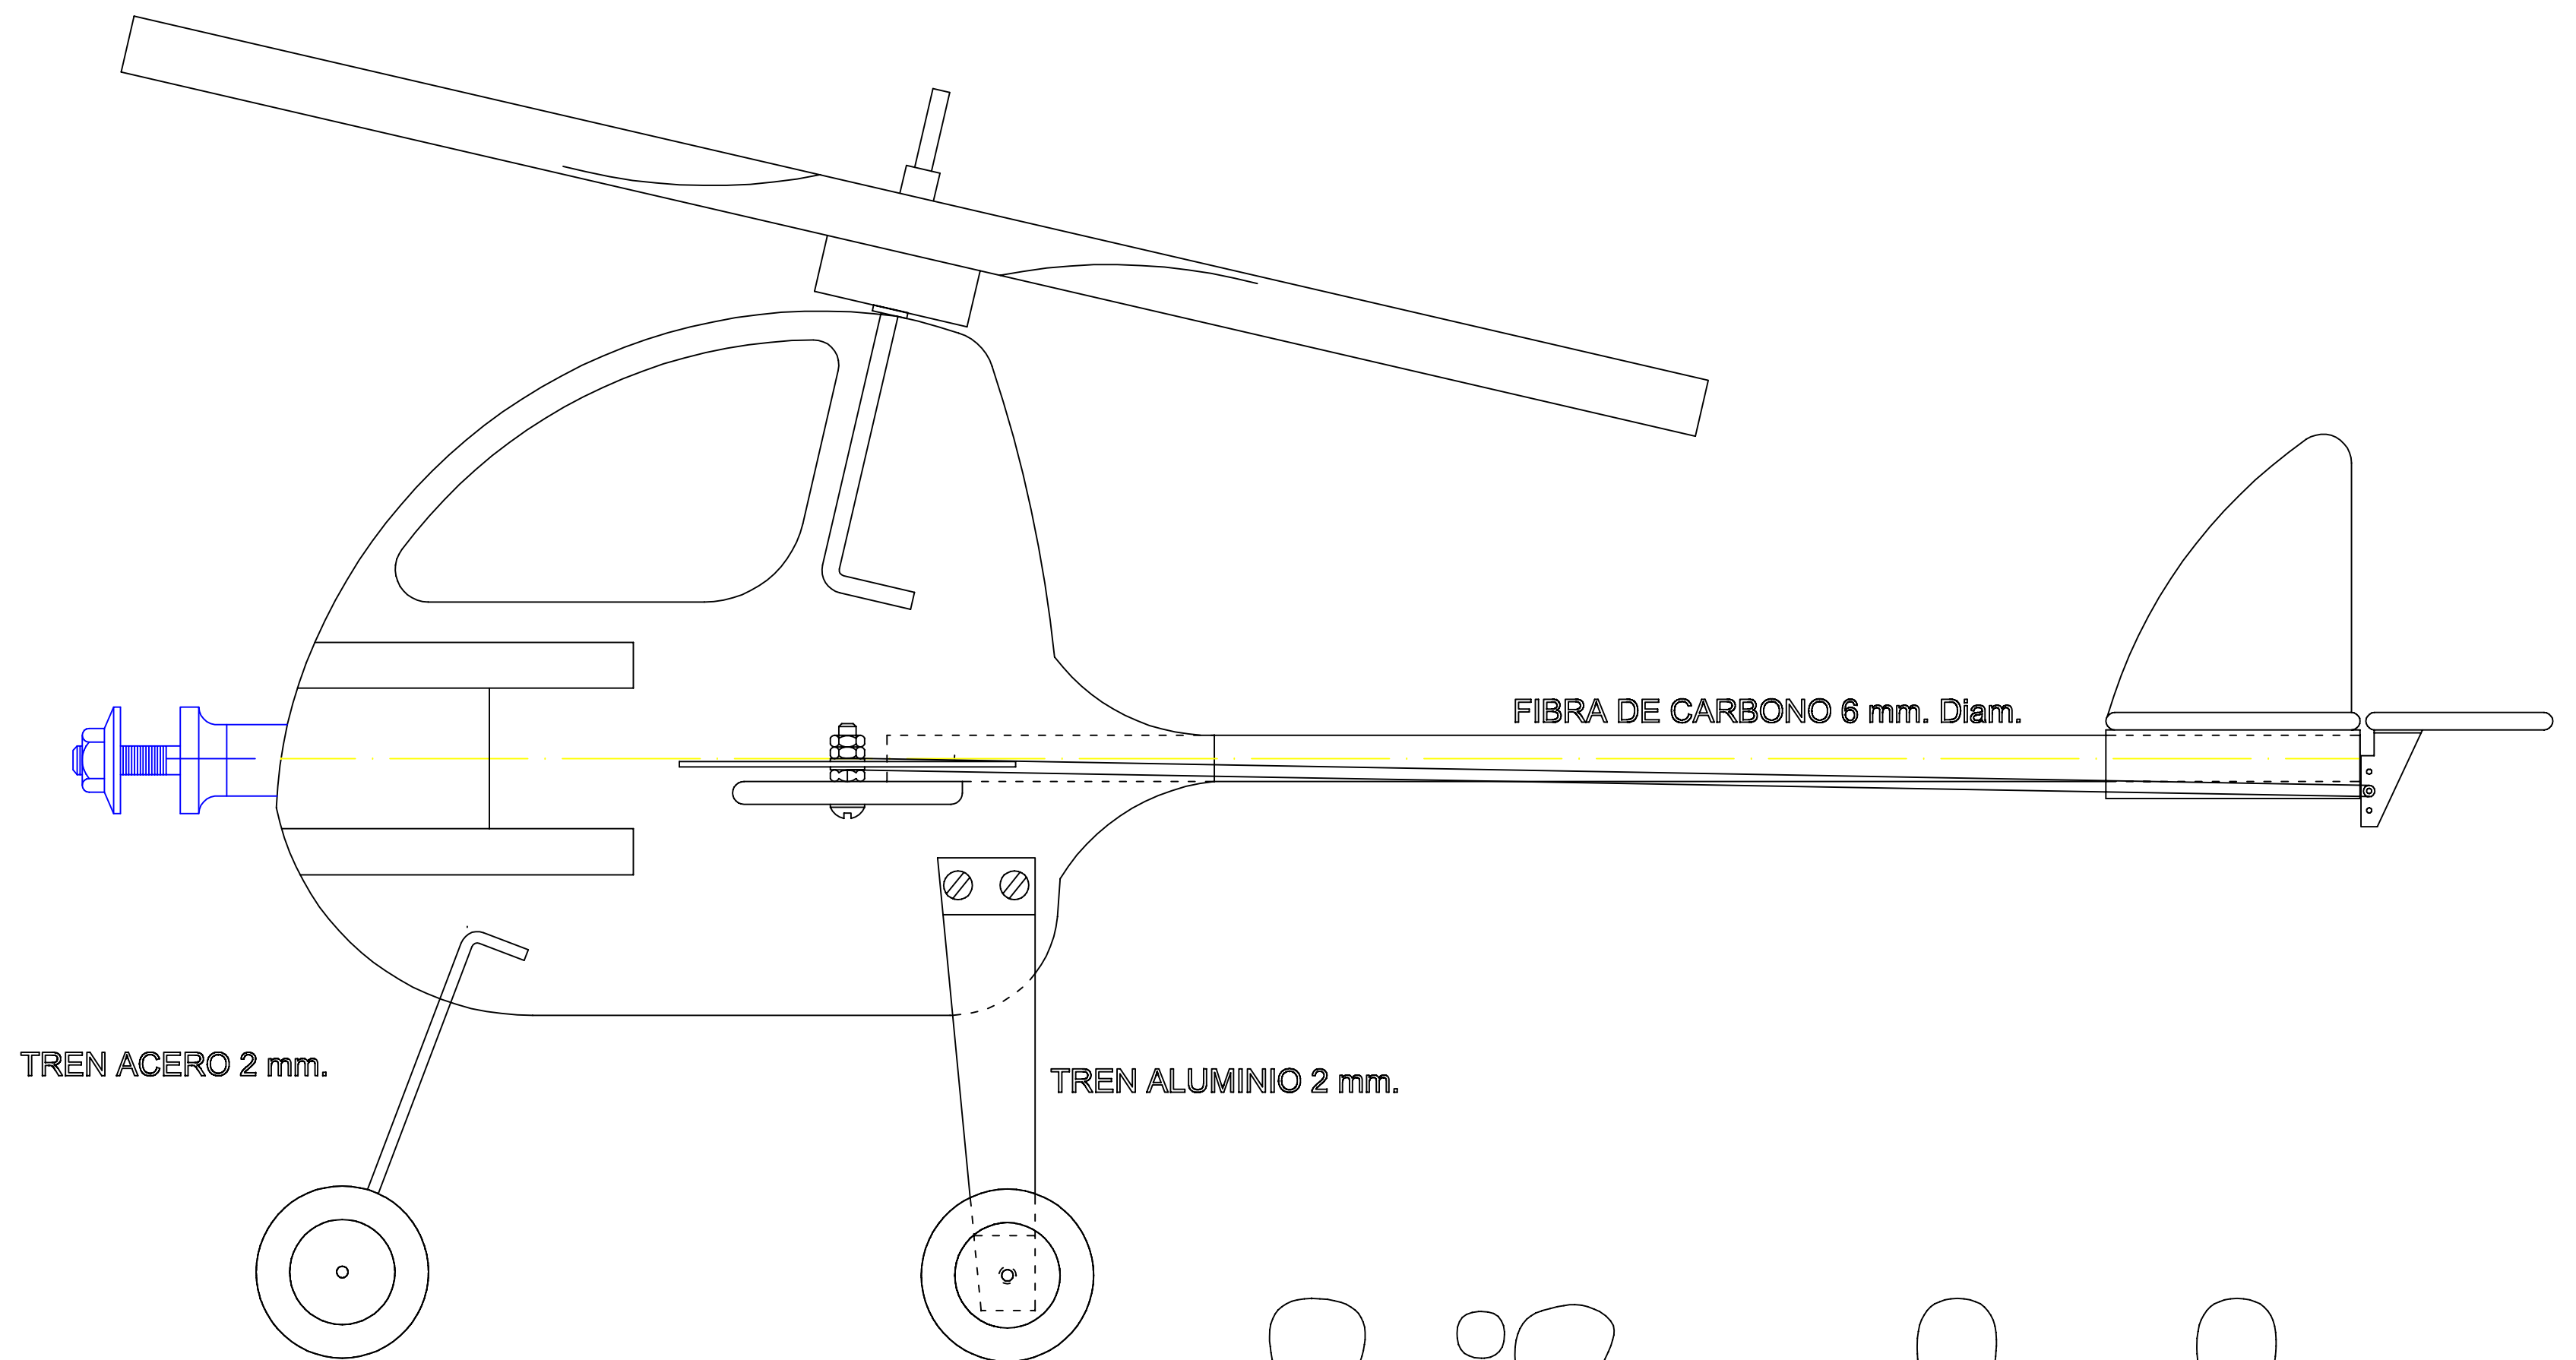 FIBRA DE CARBONO 6 mm. Diam.
TREN ACERO 2 mm.
TREN ALUMINIO 2 mm.